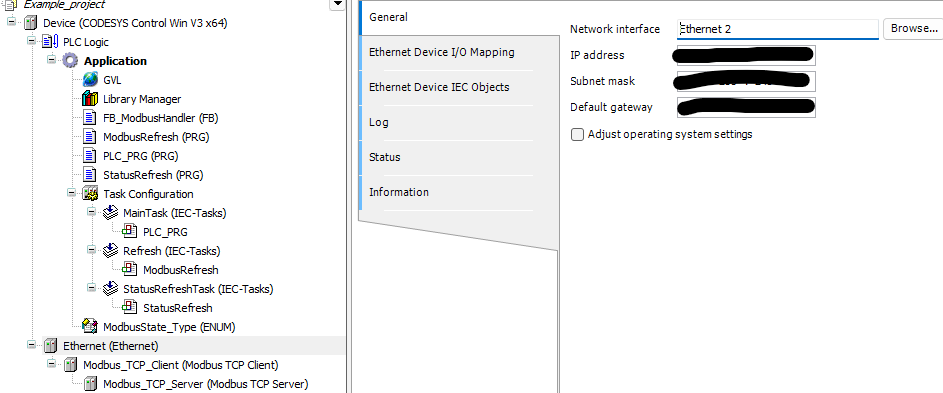 Example_project
Device (CODESYS Control Win V3 x64)
PLC Logic
Application
GVL
Library Manager
FB_ModbusHandler (FB)
ModbusRefresh (PRG)
PLC_PRG (PRG)
StatusRefresh (PRG)
Task Configuration
MainTask (IEC-Tasks)
PLC_PRG
Refresh (IEC-Tasks)
ModbusRefresh
StatusRefreshTask (IEC-Tasks)
StatusRefresh
ModbusState_Type (ENUM)
Ethernet (Ethernet)
Modbus_TCP_Client (Modbus TCP Client)
Modbus_TCP_Server (Modbus TCP Server)
General
Ethernet Device I/O Mapping
Ethernet Device IEC Objects
Log
Status
Information
Network interface Ethernet 2 Browse...
IP address
Subnet mask
Default gateway
Adjust operating system settings